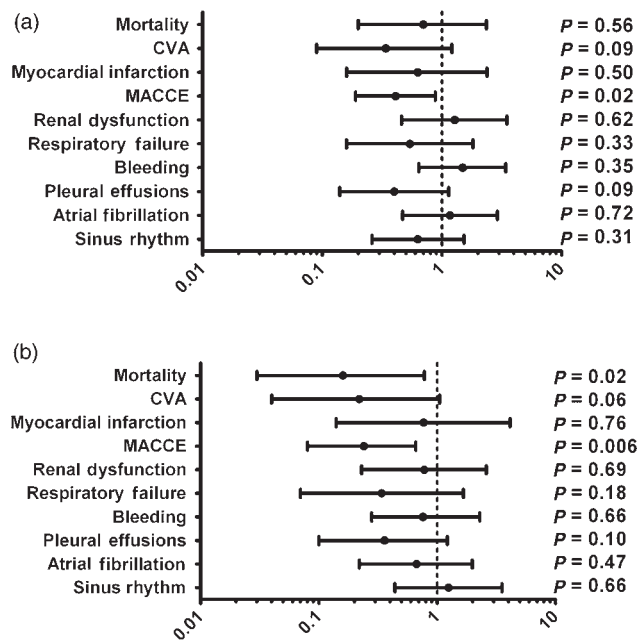 (a)
Mortality P = 0.56
CVA P = 0.09
Myocardial infarction P = 0.50
MACCE P = 0.02
Renal dysfunction P = 0.62
Respiratory failure P = 0.33
Bleeding P = 0.35
Pleural effusions P = 0.09
Atrial fibrillation P = 0.72
Sinus rhythm P = 0.31
0.01 0.1 1 10
(b)
Mortality P = 0.02
CVA P = 0.06
Myocardial infarction P = 0.76
MACCE P = 0.006
Renal dysfunction P = 0.69
Respiratory failure P = 0.18
Bleeding P = 0.66
Pleural effusions P = 0.10
Atrial fibrillation P = 0.47
Sinus rhythm P = 0.66
0.01 0.1 1 10